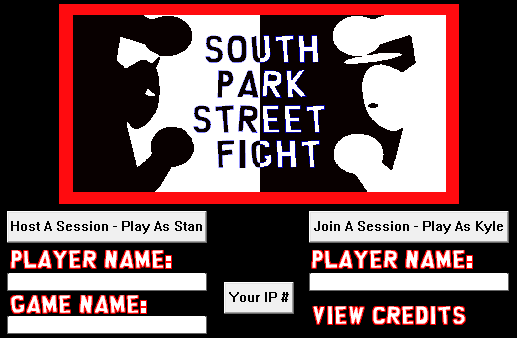 SOUTH
PARK
STREET
FIGHT
Host A Session - Play As Stan
Join A Session - Play As Kyle
PLAYER NAME:
PLAYER NAME:
Your IP #
GAME NAME:
VIEW CREDITS